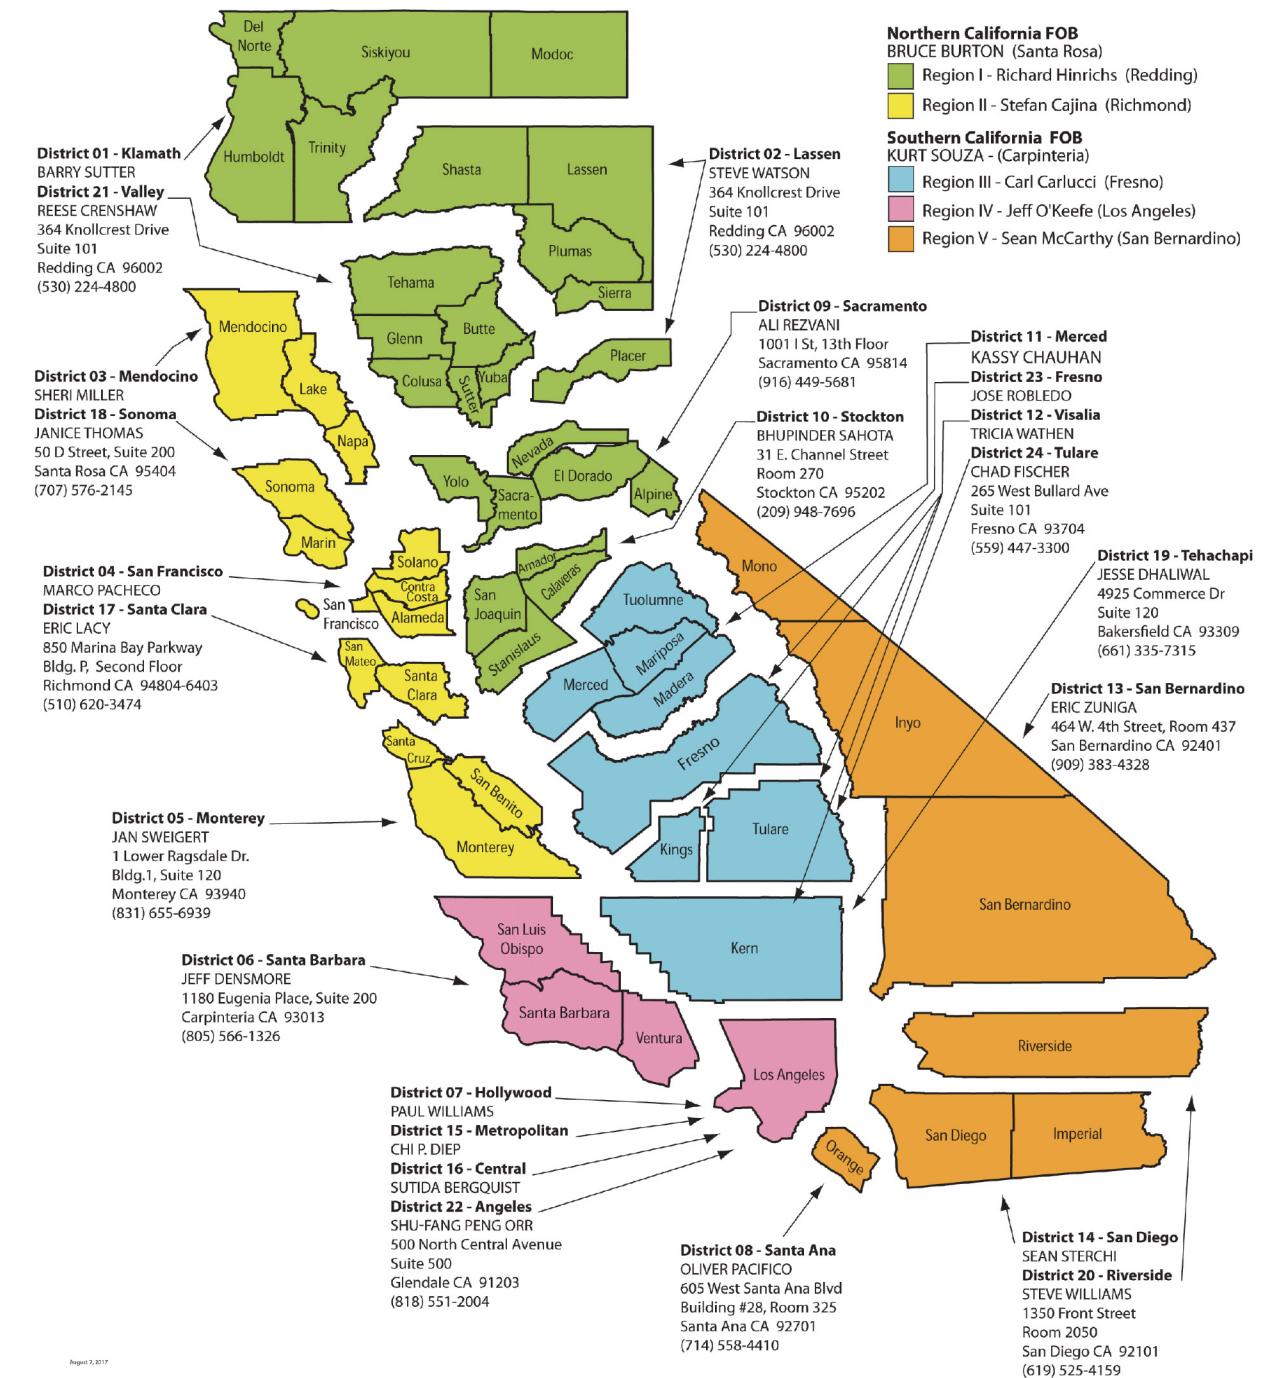 Northern California FOB
BRUCE BURTON (Santa Rosa)
Region I - Richard Hinrichs (Redding)
Region II - Stefan Cajina (Richmond)
Southern California FOB
KURT SOUZA - (Carpinteria)
Region III - Carl Carlucci (Fresno)
Region IV - Jeff O'Keefe (Los Angeles)
Region V - Sean McCarthy (San Bernardino)
Del
Norte
Siskiyou
Modoc
Humboldt
Trinity
Shasta
Lassen
Plumas
Sierra
District 01 - Klamath
BARRY SUTTER
District 21 - Valley
REESE CRENSHAW
364 Knollcrest Drive
Suite 101
Redding CA 96002
(530) 224-4800
District 02 - Lassen
STEVE WATSON
364 Knollcrest Drive
Suite 101
Redding CA 96002
(530) 224-4800
Tehama
Glenn
Butte
Colusa
Sutter
Yuba
Placer
Mendocino
Lake
Napa
Sonoma
Marin
District 03 - Mendocino
SHERI MILLER
District 18 - Sonoma
JANICE THOMAS
50 D Street, Suite 200
Santa Rosa CA 95404
(707) 576-2145
District 09 - Sacramento
ALI REZVANI
1001 I St, 13th Floor
Sacramento CA 95814
(916) 449-5681
District 10 - Stockton
BHUPINDER SAHOTA
31 E. Channel Street
Room 270
Stockton CA 95202
(209) 948-7696
District 11 - Merced
KASSY CHAUHAN
District 23 - Fresno
JOSE ROBLEDO
District 12 - Visalia
TRICIA WATHEN
District 24 - Tulare
CHAD FISCHER
265 West Bullard Ave
Suite 101
Fresno CA 93704
(559) 447-3300
Yolo
Nevada
El Dorado
Sacra-
mento
Alpine
Solano
Contra
Costa
Alameda
San
Francisco
San
Mateo
Santa
Clara
Amador
Calaveras
San
Joaquin
Stanislaus
District 04 - San Francisco
MARCO PACHECO
District 17 - Santa Clara
ERIC LACY
850 Marina Bay Parkway
Bldg. P, Second Floor
Richmond CA 94804-6403
(510) 620-3474
Tuolumne
Mariposa
Merced
Madera
Fresno
Kings
Tulare
Kern
Mono
Inyo
San Bernardino
District 19 - Tehachapi
JESSE DHALIWAL
4925 Commerce Dr
Suite 120
Bakersfield CA 93309
(661) 335-7315
District 13 - San Bernardino
ERIC ZUNIGA
464 W. 4th Street, Room 437
San Bernardino CA 92401
(909) 383-4328
Santa
Cruz
San Benito
Monterey
District 05 - Monterey
JAN SWEIGERT
1 Lower Ragsdale Dr.
Bldg.1, Suite 120
Monterey CA 93940
(831) 655-6939
San Luis
Obispo
Santa Barbara
Ventura
District 06 - Santa Barbara
JEFF DENSMORE
1180 Eugenia Place, Suite 200
Carpinteria CA 93013
(805) 566-1326
Los Angeles
Riverside
San Diego
Imperial
Orange
District 07 - Hollywood
PAUL WILLIAMS
District 15 - Metropolitan
CHI P. DIEP
District 16 - Central
SUTIDA BERGQUIST
District 22 - Angeles
SHU-FANG PENG ORR
500 North Central Avenue
Suite 500
Glendale CA 91203
(818) 551-2004
District 08 - Santa Ana
OLIVER PACIFICO
605 West Santa Ana Blvd
Building #28, Room 325
Santa Ana CA 92701
(714) 558-4410
District 14 - San Diego
SEAN STERCHI
District 20 - Riverside
STEVE WILLIAMS
1350 Front Street
Room 2050
San Diego CA 92101
(619) 525-4159
August 7, 2017